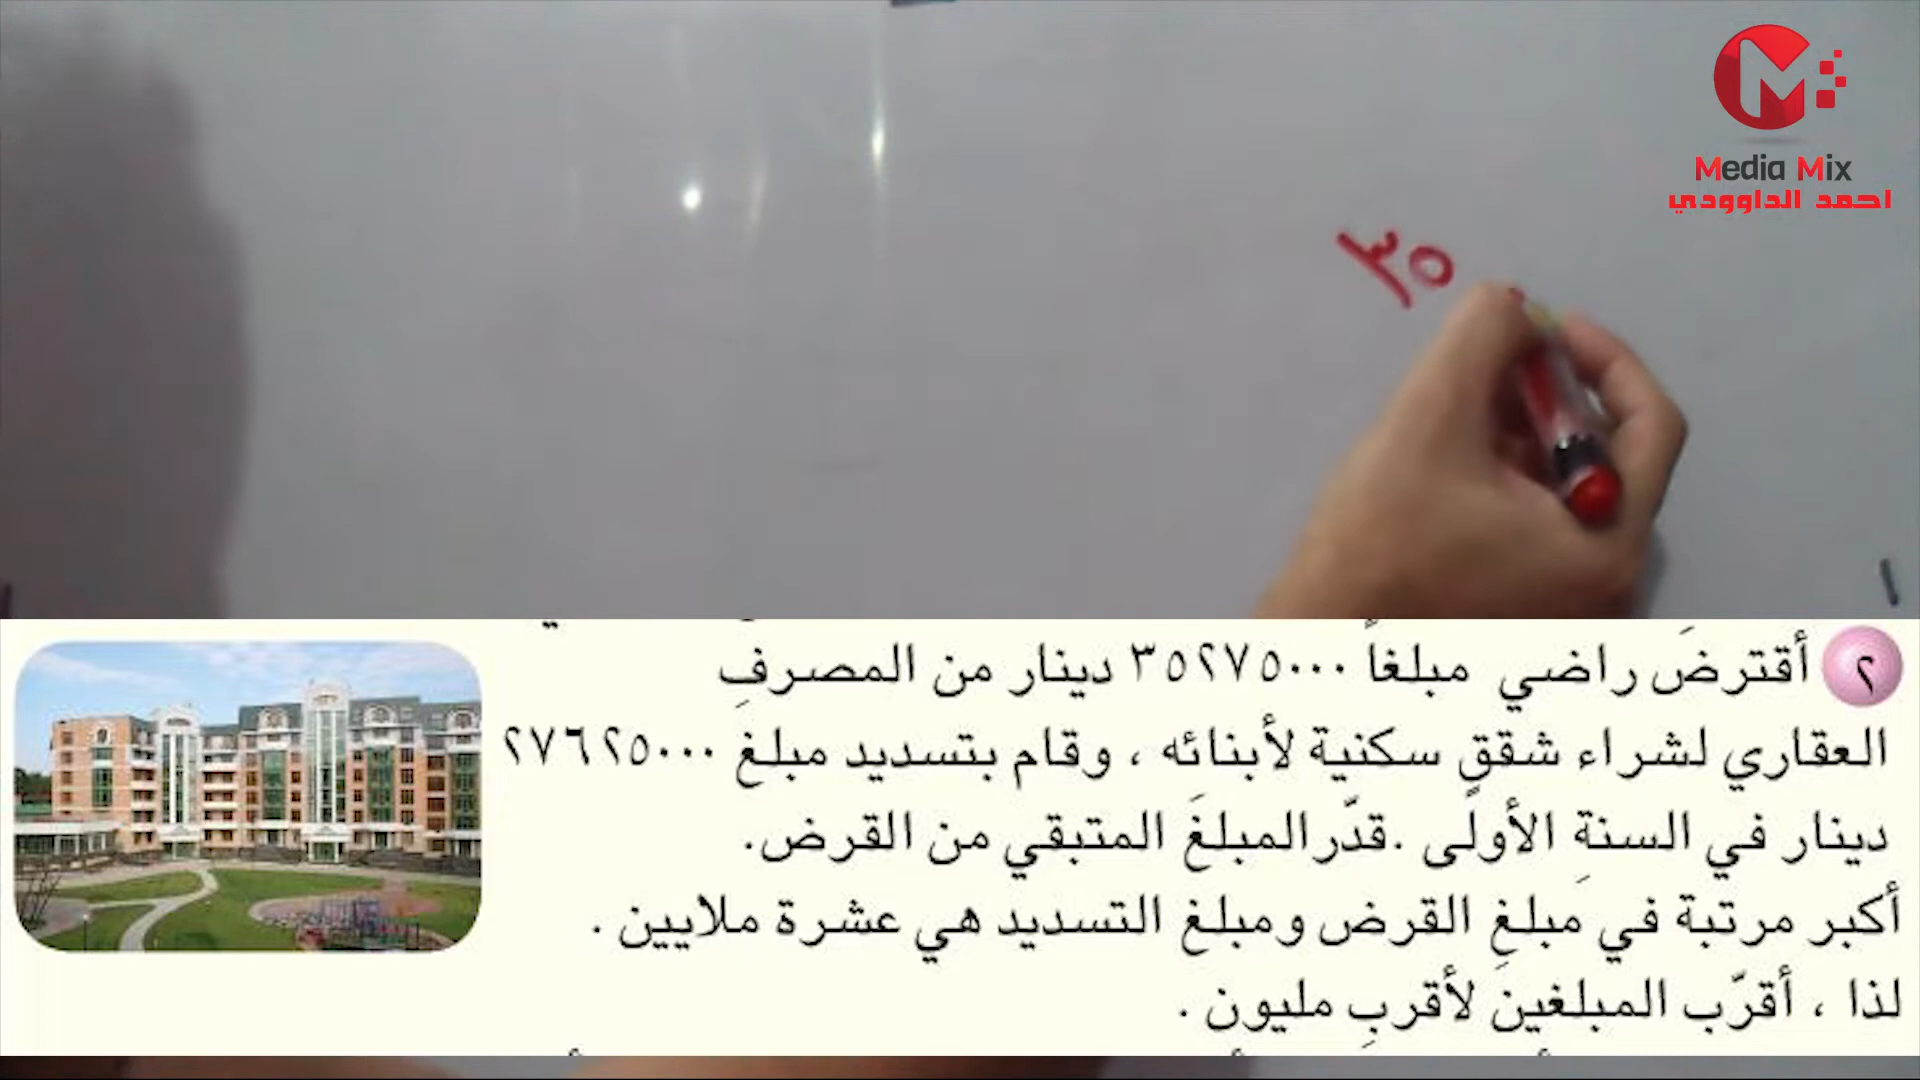 Media Mix
احمد الداوودي
٣٥
٢ أقترضَ راضي مبلغاً ٣٥٢٧٥٠٠٠ دينار من المصرفِ
العقاري لشراء شققٍ سكنية لأبنائه ، وقام بتسديد مبلغ ٢٧٦٢٥٠٠٠
دينار في السنةِ الأولى .قدّرالمبلغَ المتبقي من القرض.
أكبر مرتبة في مبلغِ القرض ومبلغ التسديد هي عشرة ملايين .
لذا ، أقرّب المبلغينَ لأقربِ مليون .